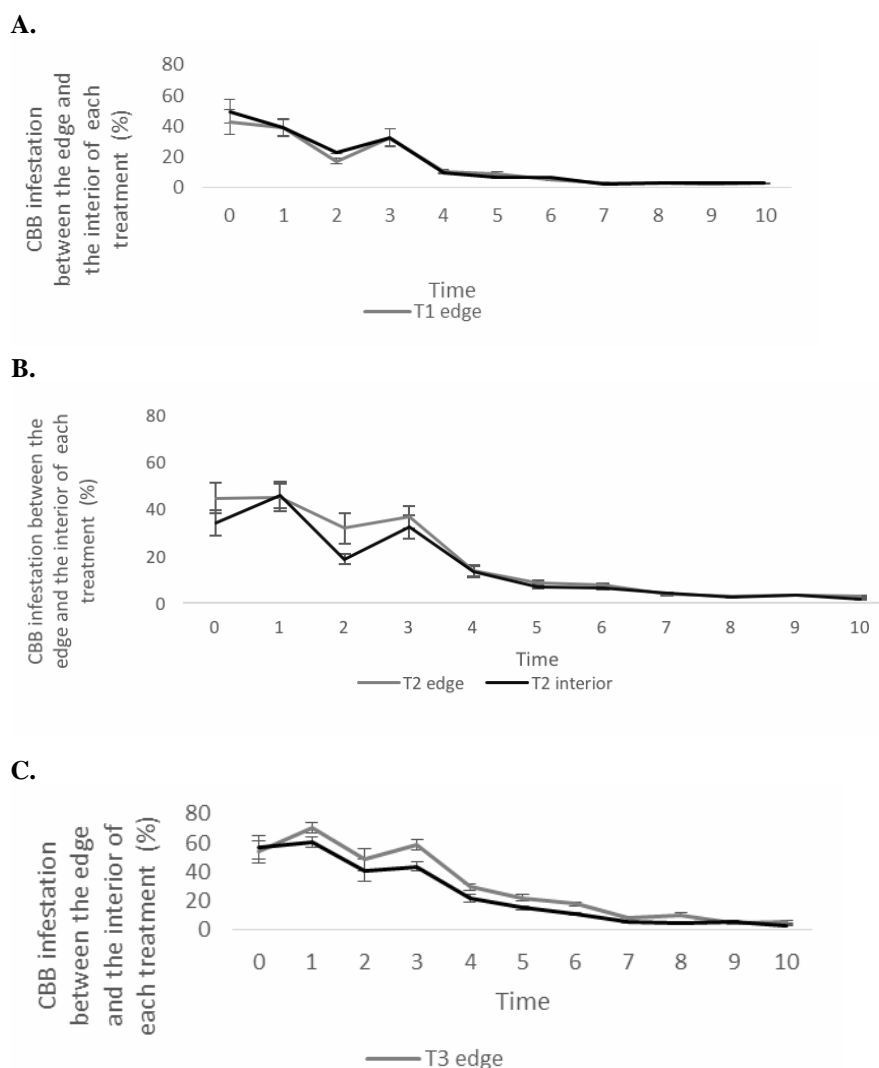 A.
CBB infestation
between the edge and
the interior of each
treatment (%)
80
60
40
20
0
0 1 2 3 4 5 6 7 8 9 10
Time
T1 edge
B.
CBB infestation between the
edge and the interior of each
treatment (%)
80
60
40
20
0
0 1 2 3 4 5 6 7 8 9 10
Time
T2 edge T2 interior
C.
CBB infestation
between the edge
and the interior of
each treatment (%)
80
60
40
20
0
0 1 2 3 4 5 6 7 8 9 10
Time
T3 edge